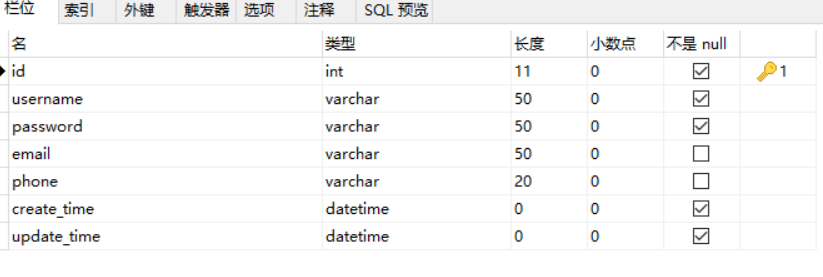 栏位 索引 外键 触发器 选项 注释 SQL 预览
名 类型 长度 小数点 不是 null
id int 11 0 1
username varchar 50 0
password varchar 50 0
email varchar 50 0
phone varchar 20 0
create_time datetime 0 0
update_time datetime 0 0